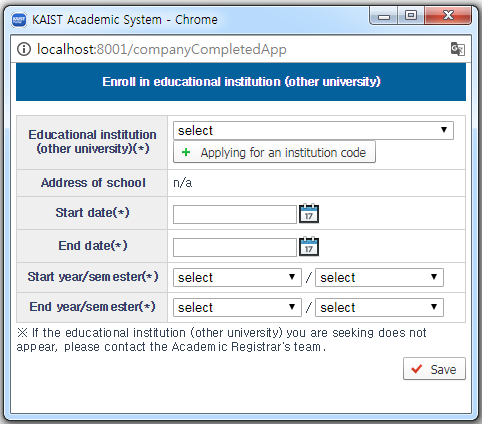 KAIST Academic System - Chrome
localhost:8001/companyCompletedApp
Enroll in educational institution (other university)
Educational institution
(other university)(*)
select
+ Applying for an institution code
Address of school
n/a
Start date(*)
17
End date(*)
17
Start year/semester(*)
select / select
End year/semester(*)
select / select
※ If the educational institution (other university) you are seeking does not
appear, please contact the Academic Registrar's team.
Save